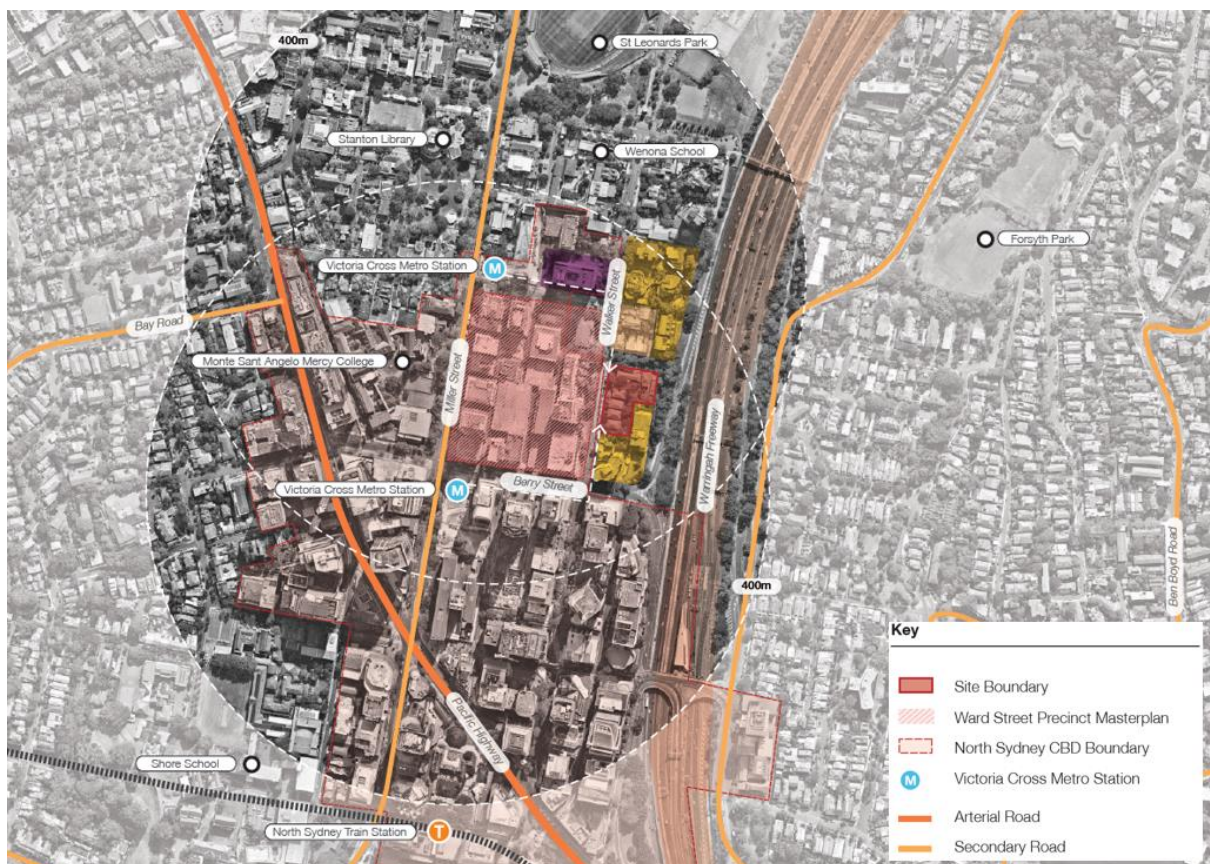 400m
St Leonards Park
Stanton Library
Wenona School
Forsyth Park
Victoria Cross Metro Station
M
Walker Street
Bay Road
Monte Sant Angelo Mercy College
Miller Street
Warringah Freeway
Victoria Cross Metro Station
M
Berry Street
Ben Boyd Road
400m
Pacific Highway
Shore School
North Sydney Train Station
T
Key
Site Boundary
Ward Street Precinct Masterplan
North Sydney CBD Boundary
M
Victoria Cross Metro Station
Arterial Road
Secondary Road